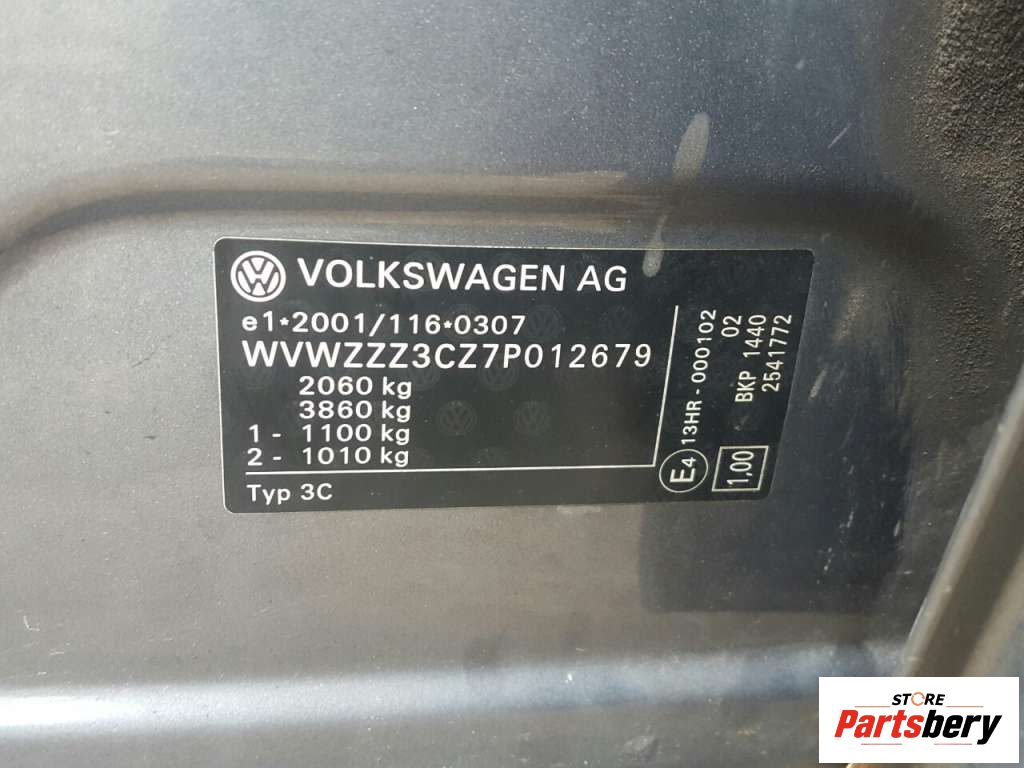 VOLKSWAGEN AG
e1*2001/116*0307
WVWZZZ3CZ7P012679
2060 kg
3860 kg
1 - 1100 kg
2 - 1010 kg
Typ 3C
E4 13HR - 000102
02
BKP 1440
2541772
1,00
STORE
Partsbery